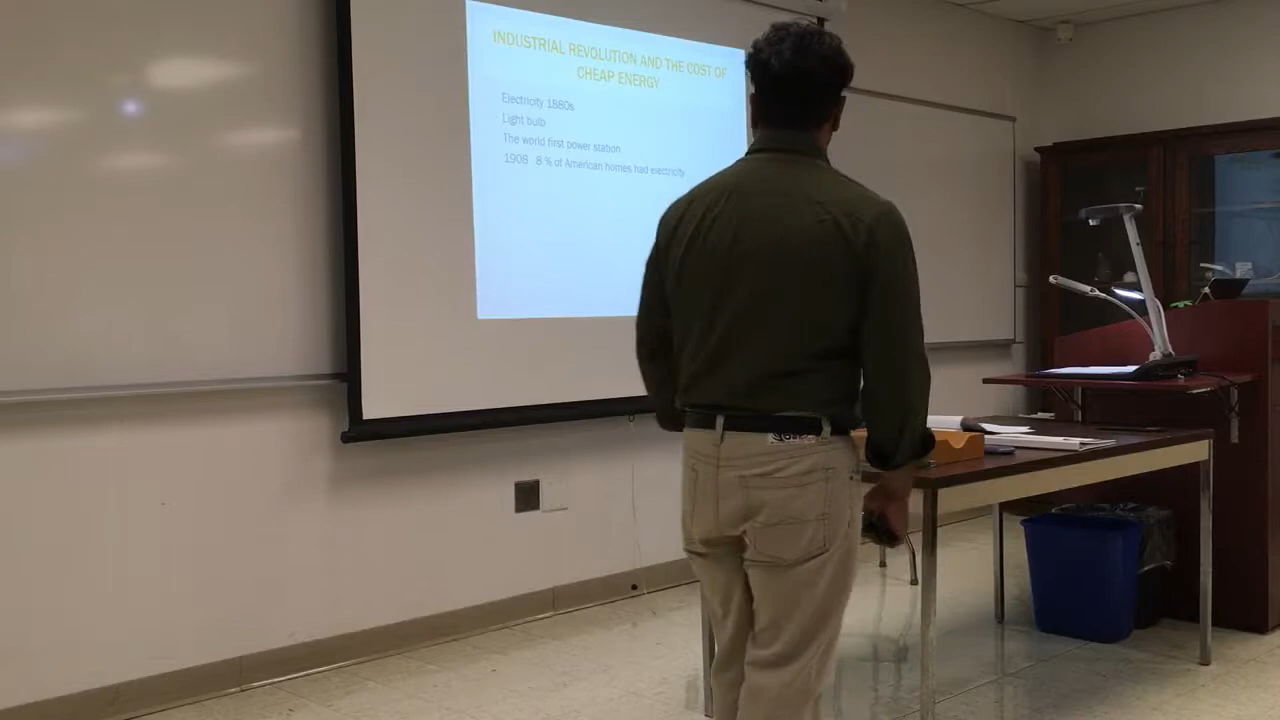 INDUSTRIAL REVOLUTION AND THE COST OF
CHEAP ENERGY
Electricity 1880s
Light bulb
The world first power station
1908 8 % of American homes had electricity